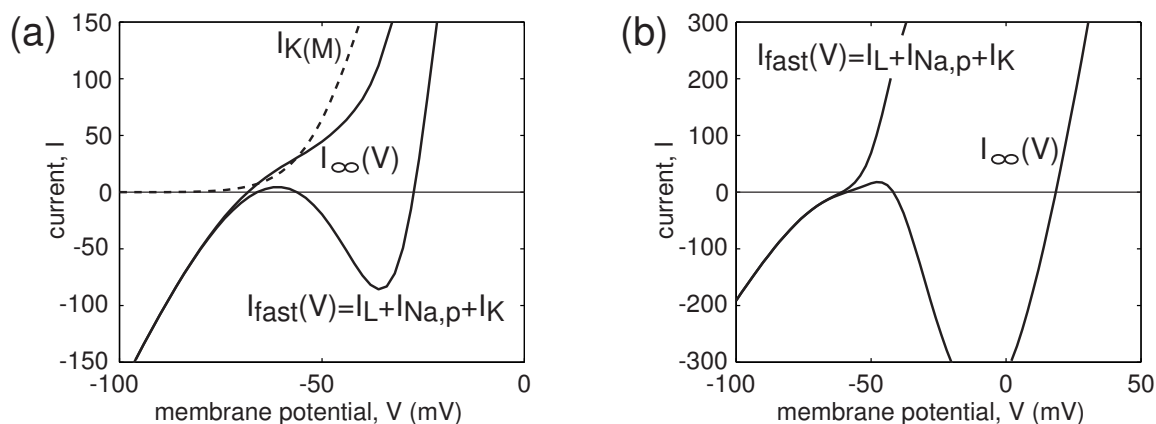 (a)
150
100
50
0
-50
-100
-150
current, I
I_K(M)
I_∞(V)
I_fast(V)=I_L+I_Na,p+I_K
-100
-50
0
membrane potential, V (mV)
(b)
300
200
100
0
-100
-200
-300
current, I
I_fast(V)=I_L+I_Na,p+I_K
I_∞(V)
-100
-50
0
50
membrane potential, V (mV)